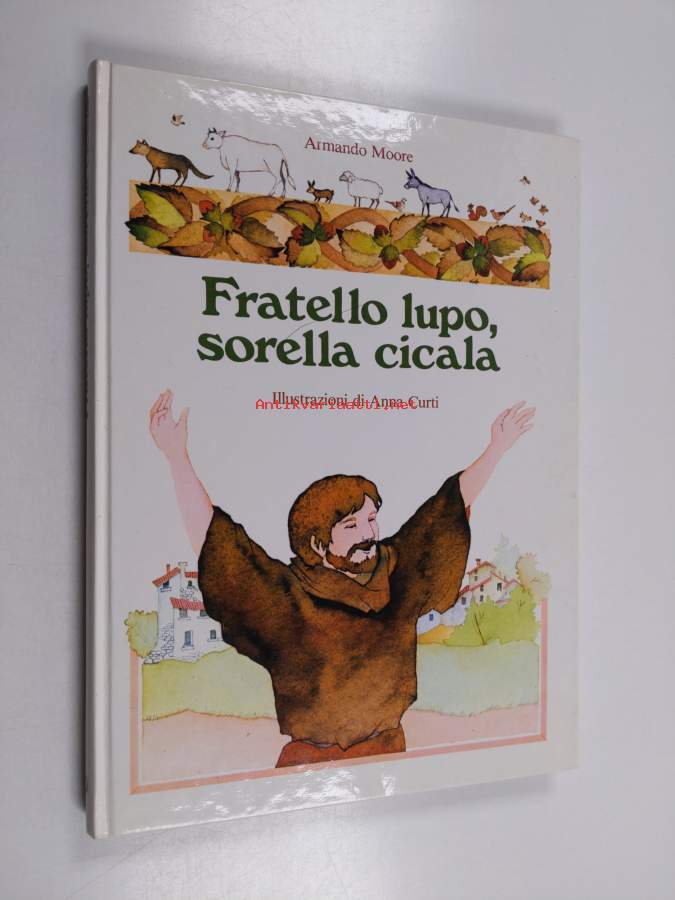 Armando Moore
Fratello lupo,
sorella cicala
Illustrazioni di Anna Curti
Antikvariaatti.net